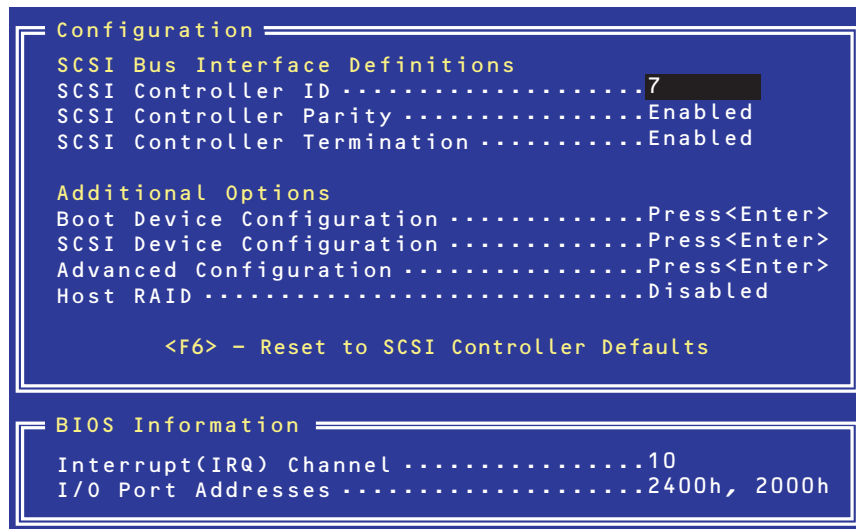 Configuration
SCSI Bus Interface Definitions
SCSI Controller ID ····················· 7
SCSI Controller Parity ················ Enabled
SCSI Controller Termination ··········· Enabled
Additional Options
Boot Device Configuration ············· Press<Enter>
SCSI Device Configuration ············· Press<Enter>
Advanced Configuration ················ Press<Enter>
Host RAID ····························· Disabled
<F6> – Reset to SCSI Controller Defaults
BIOS Information
Interrupt(IRQ) Channel ················ 10
I/O Port Addresses ···················· 2400h, 2000h